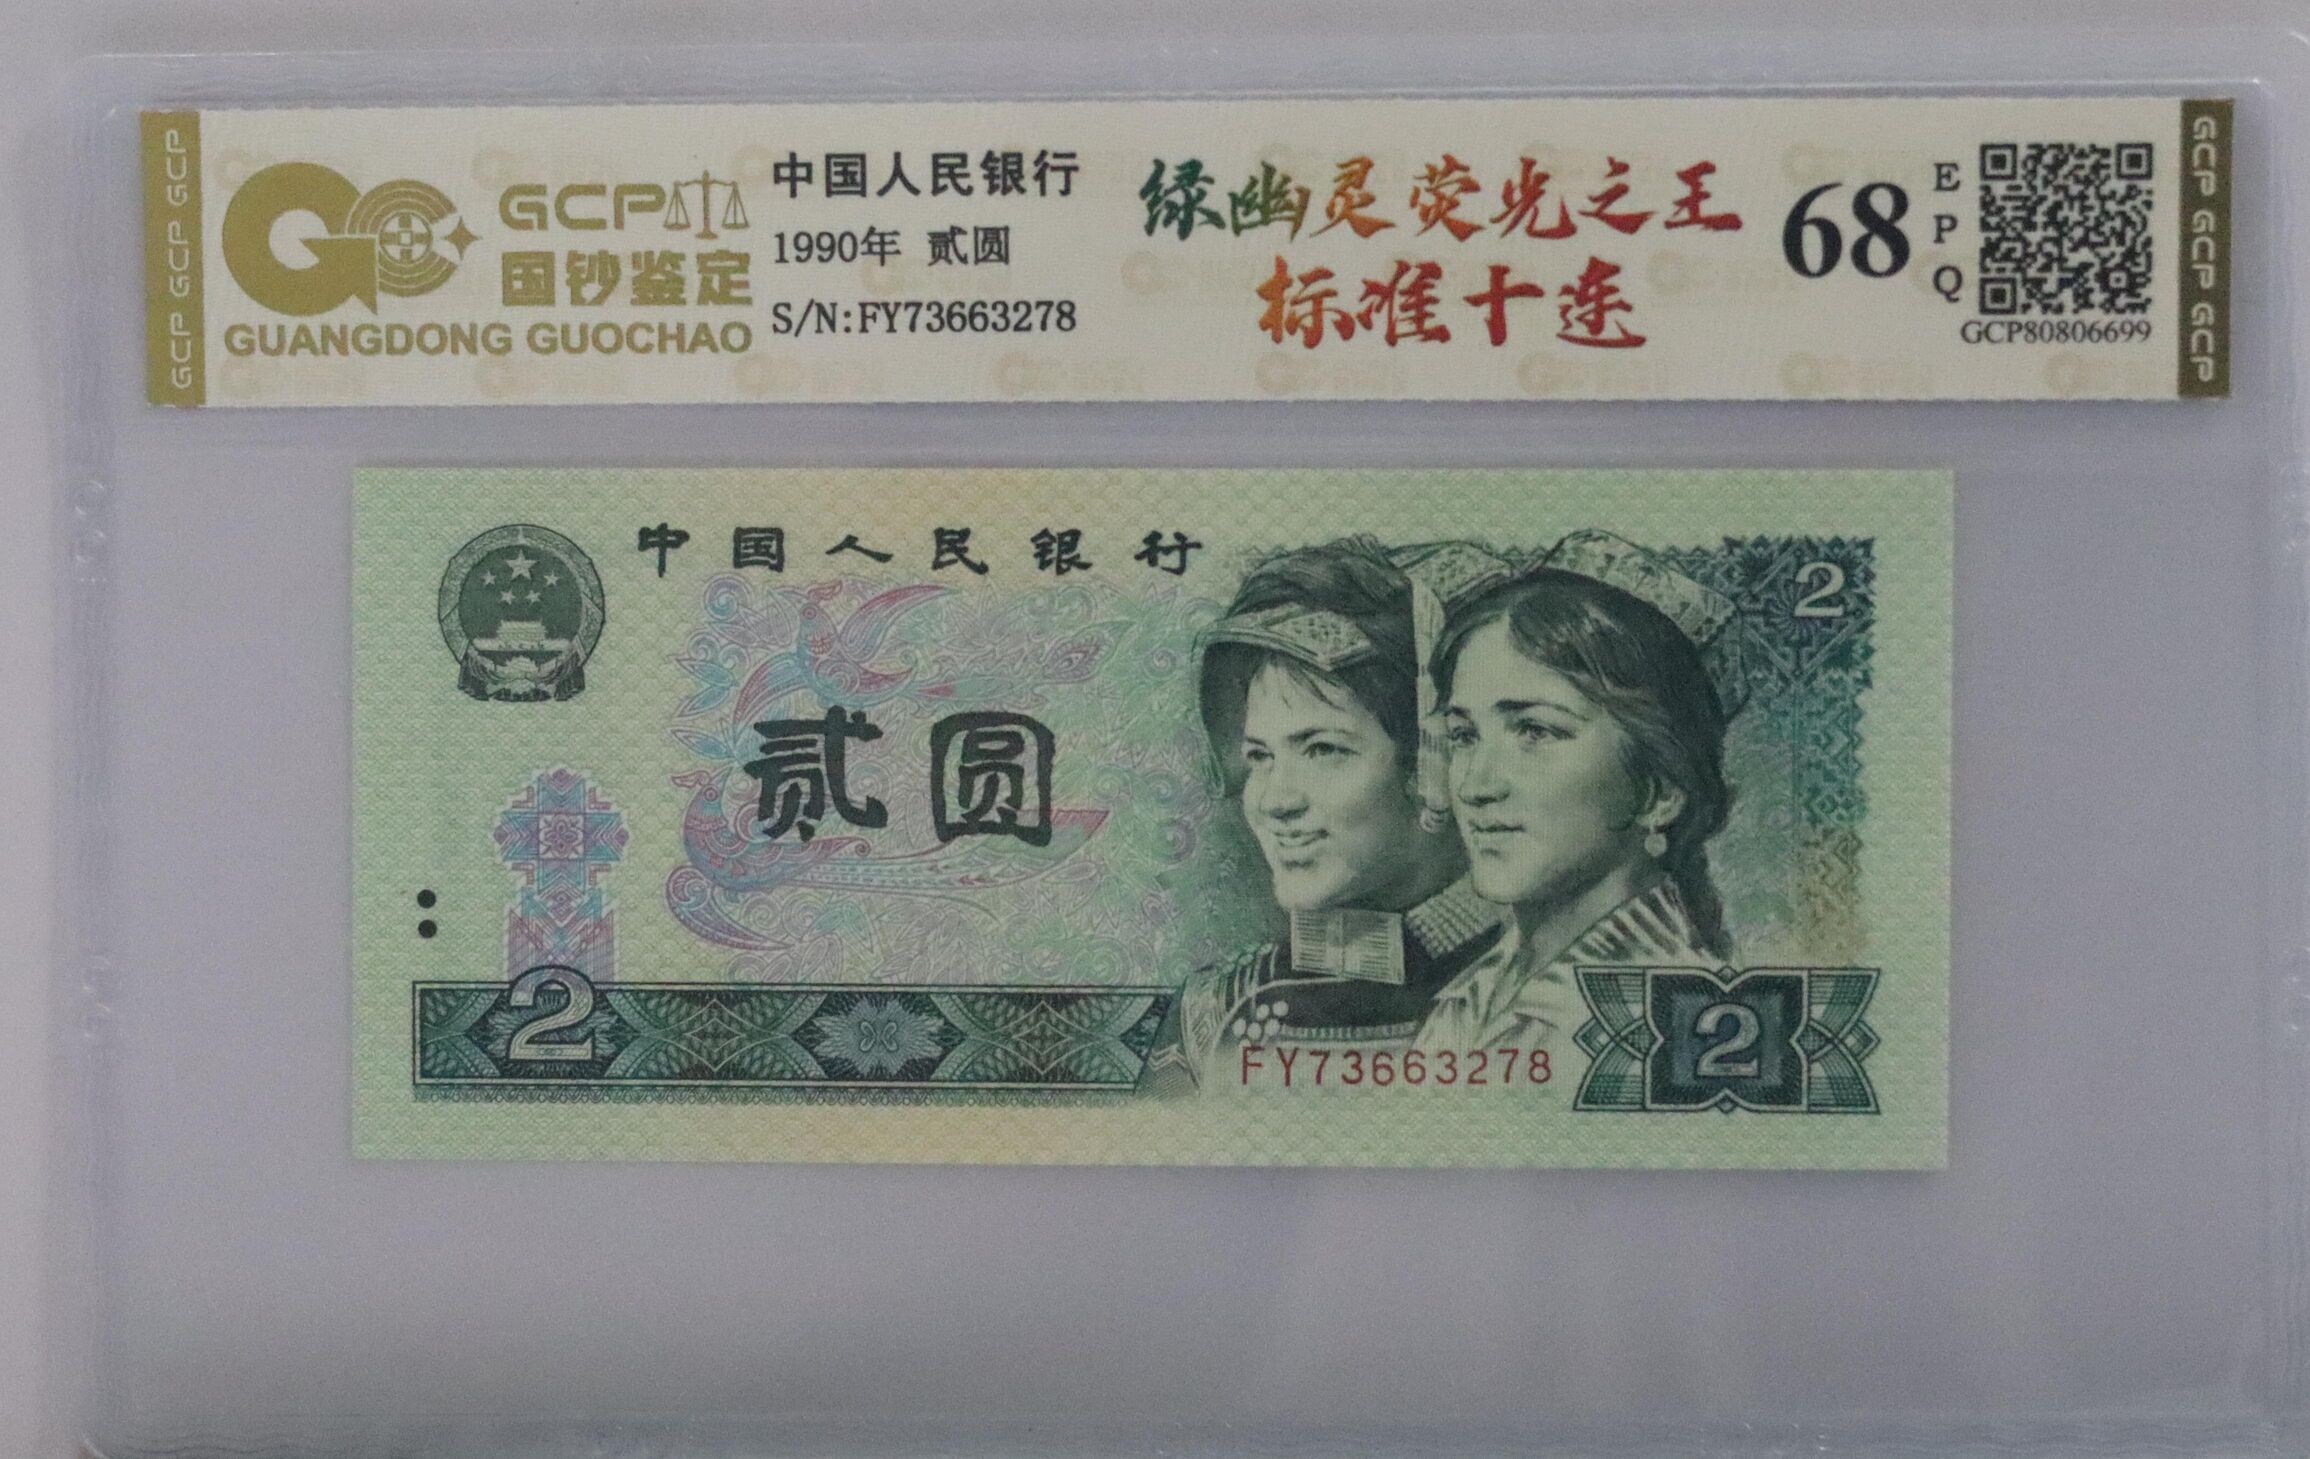 GCP GCP GCP GCP
GCP
国钞鉴定
GUANGDONG GUOCHAO
中国人民银行
1990年 贰圆
S/N:FY73663278
绿幽灵荧光之王
标准十连
68
EPQ
GCP80806699
GCP GCP GCP
中国人民银行
2
贰圆
2
FY73663278
2